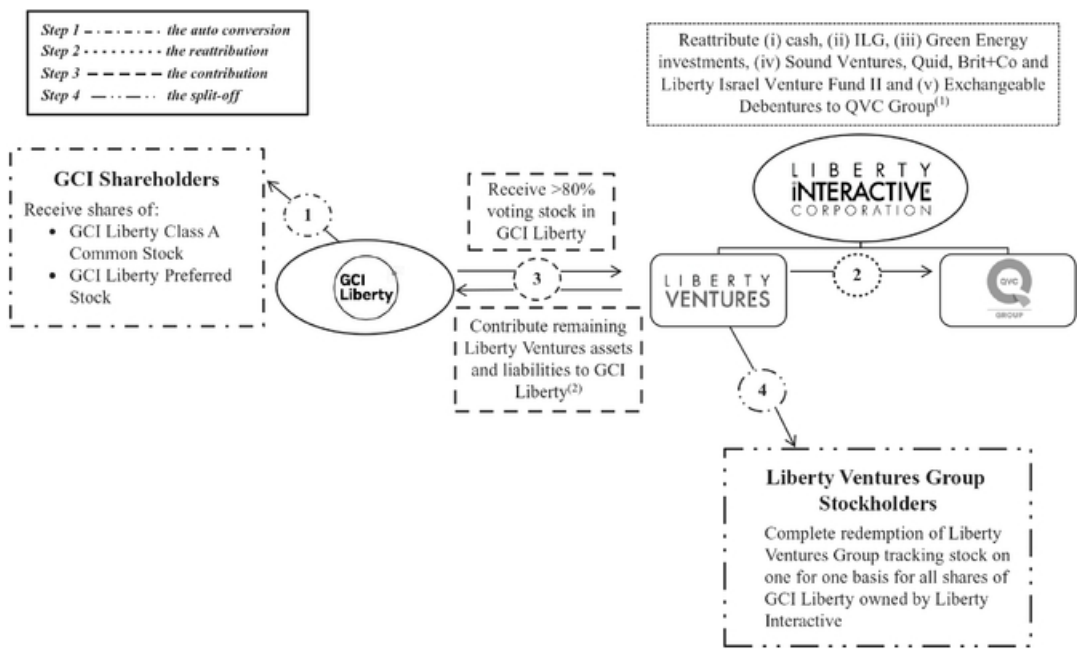 Step 1 the auto conversion
Step 2 the reattribution
Step 3 the contribution
Step 4 the split-off
Reattribute (i) cash, (ii) ILG, (iii) Green Energy
investments, (iv) Sound Ventures, Quid, Brit+Co and
Liberty Israel Venture Fund II and (v) Exchangeable
Debentures to QVC Group(1)
LIBERTY
INTERACTIVE
CORPORATION
GCI Shareholders
Receive shares of:
• GCI Liberty Class A
Common Stock
• GCI Liberty Preferred
Stock
1
GCI
Liberty
Receive >80%
voting stock in
GCI Liberty
3
Contribute remaining
Liberty Ventures assets
and liabilities to GCI
Liberty(2)
LIBERTY
VENTURES
2
QVC
GROUP
4
Liberty Ventures Group
Stockholders
Complete redemption of Liberty
Ventures Group tracking stock on
one for one basis for all shares of
GCI Liberty owned by Liberty
Interactive